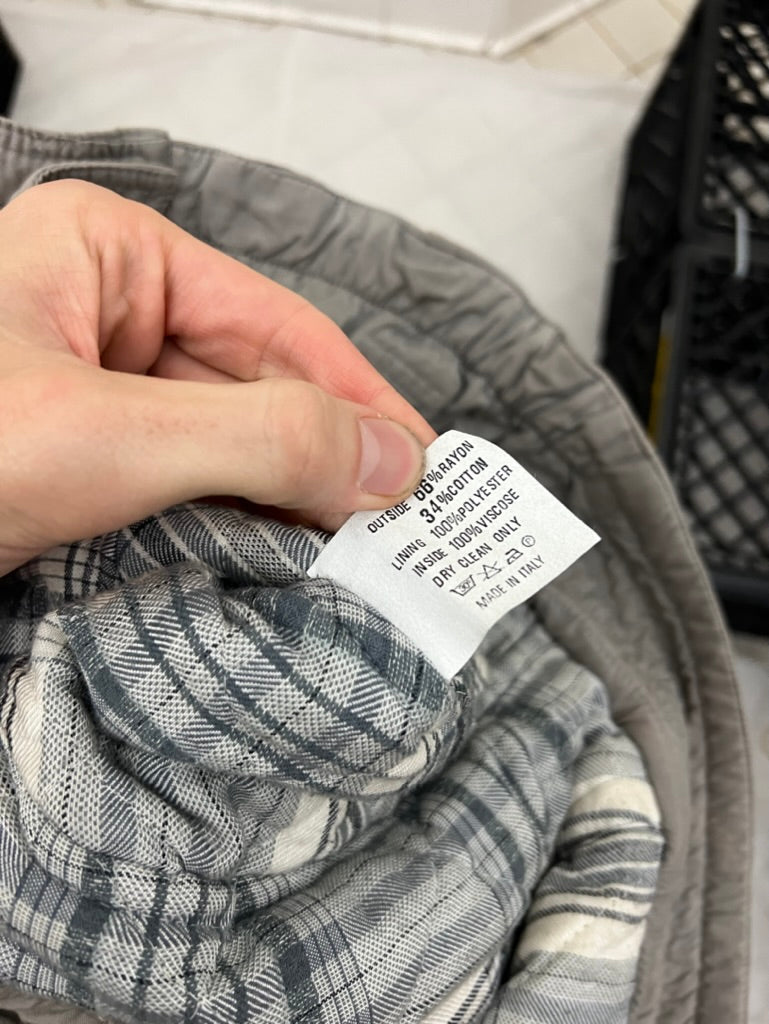 OUTSIDE 66%RAYON
34%COTTON
LINING 100%POLYESTER
INSIDE 100%VISCOSE
DRY CLEAN ONLY
MADE IN ITALY